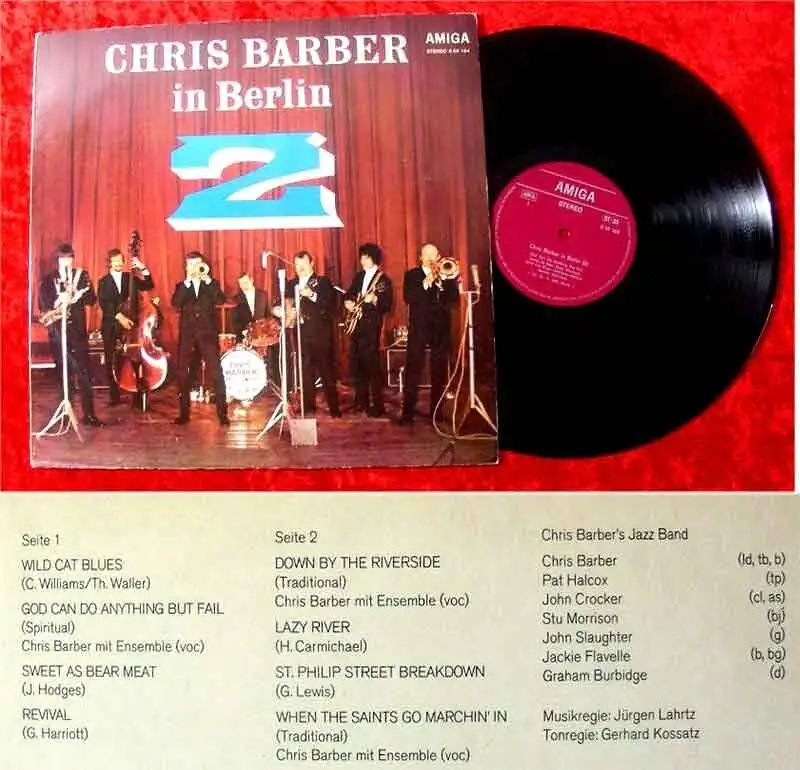 CHRIS BARBER
in Berlin
2
AMIGA
STEREO 8 55 184
AMIGA
STEREO
Seite 1
WILD CAT BLUES
(C. Williams/Th. Waller)
GOD CAN DO ANYTHING BUT FAIL
(Spiritual)
Chris Barber mit Ensemble (voc)
SWEET AS BEAR MEAT
(J. Hodges)
REVIVAL
(G. Harriott)
Seite 2
DOWN BY THE RIVERSIDE
(Traditional)
Chris Barber mit Ensemble (voc)
LAZY RIVER
(H. Carmichael)
ST. PHILIP STREET BREAKDOWN
(G. Lewis)
WHEN THE SAINTS GO MARCHIN' IN
(Traditional)
Chris Barber mit Ensemble (voc)
Chris Barber's Jazz Band
Chris Barber (ld, tb, b)
Pat Halcox (tp)
John Crocker (cl, as)
Stu Morrison (bj)
John Slaughter (g)
Jackie Flavelle (b, bg)
Graham Burbidge (d)
Musikregie: Jürgen Lahrtz
Tonregie: Gerhard Kossatz